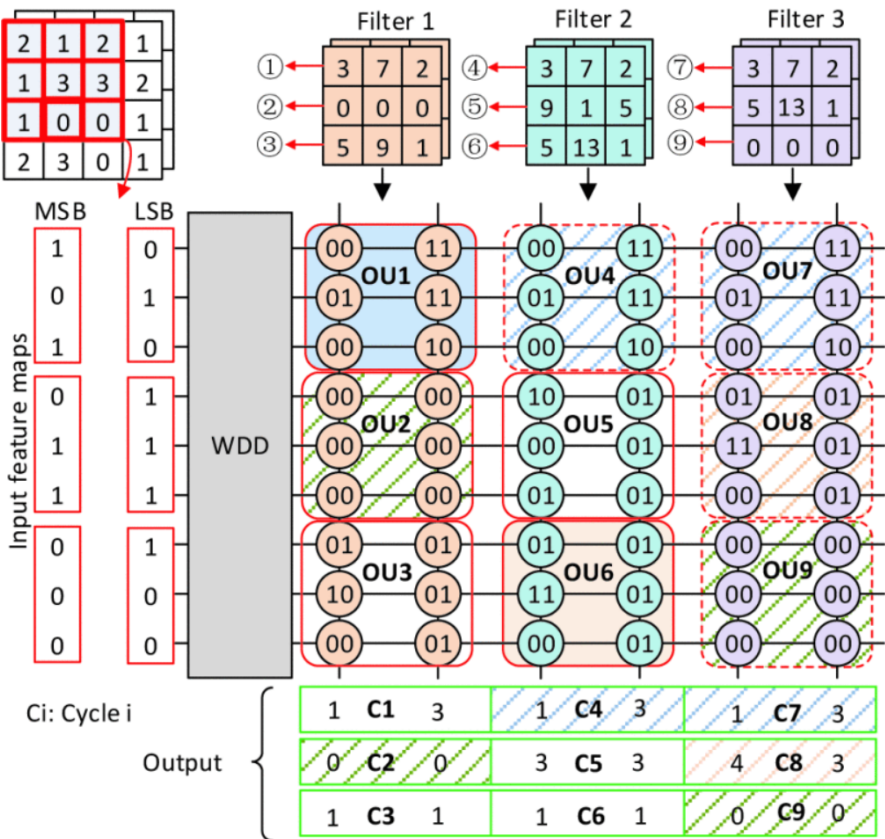 Filter 1 Filter 2 Filter 3
2 1 2 1
1 3 3 2
1 0 0 1
2 3 0 1
① 3 7 2
② 0 0 0
③ 5 9 1
④ 3 7 2
⑤ 9 1 5
⑥ 5 13 1
⑦ 3 7 2
⑧ 5 13 1
⑨ 0 0 0
MSB LSB
Input feature maps
1 0
0 1
1 0
0 1
1 1
1 1
0 1
0 0
0 0
WDD
00 11 00 11 00 11
OU1 OU4 OU7
01 11 01 11 01 11
00 10 00 10 00 10
00 00 10 01 01 01
OU2 OU5 OU8
00 00 00 01 11 01
00 00 01 01 00 01
01 01 01 01 00 00
OU3 OU6 OU9
10 01 11 01 00 00
00 01 00 01 00 00
Ci: Cycle i
Output
1 C1 3 1 C4 3 1 C7 3
0 C2 0 3 C5 3 4 C8 3
1 C3 1 1 C6 1 0 C9 0